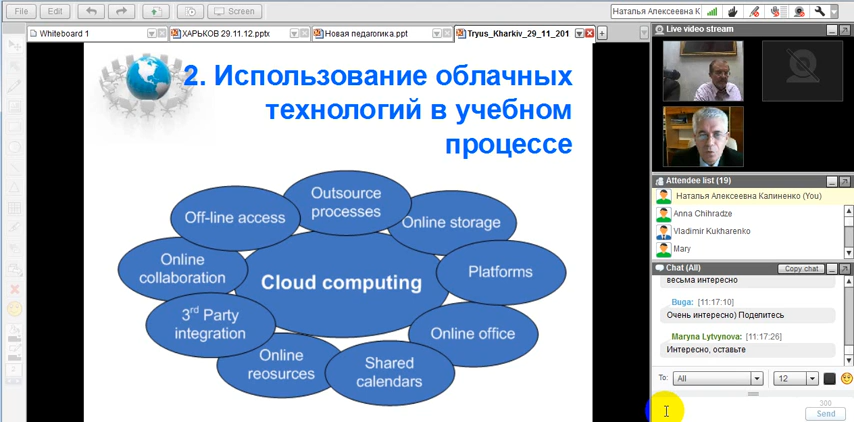 File
Edit
Screen
Наталья Алексеевна К
Whiteboard 1
ХАРЬКОВ 29.11.12.pptx
Новая педагогика.ppt
Tryus_Kharkiv_29_11_201
2. Использование облачных
технологий в учебном
процессе
Outsource
processes
Off-line access
Online storage
Online
collaboration
Cloud computing
Platforms
3rd Party
integration
Online office
Online
reosurces
Shared
calendars
Live video stream
Attendee list (19)
Наталья Алексеевна Калиненко (You)
Anna Chihradze
Vladimir Kukharenko
Mary
Chat (All)
Copy chat
весьма интересно
Buga: [11:17:10]
Очень интересно) Поделитесь
Maryna Lytvynova: [11:17:26]
Интересно, оставьте
To:
All
12
300
Send